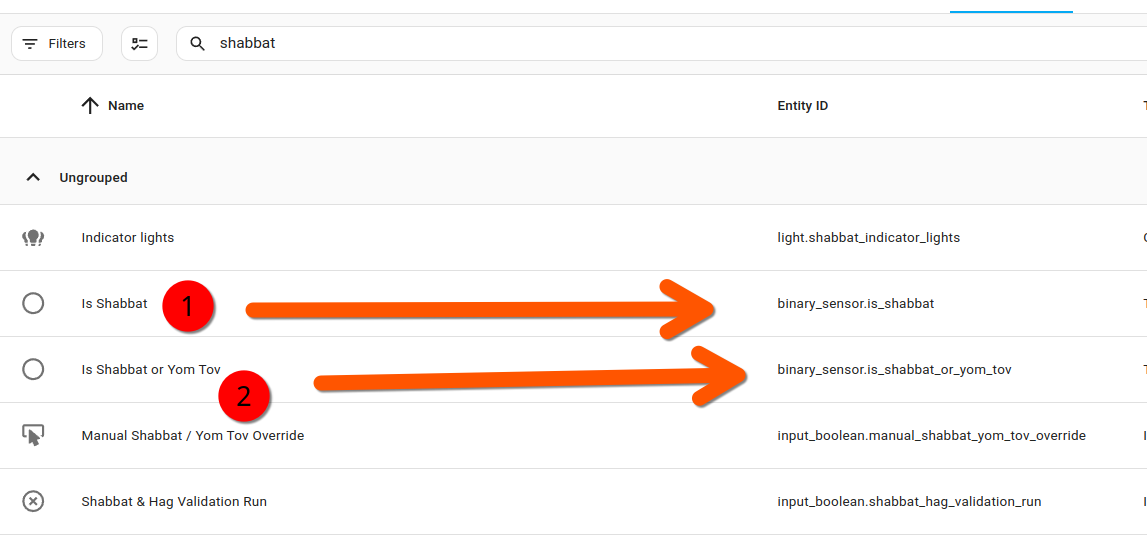 Filters shabbat
Name Entity ID
Ungrouped
Indicator lights light.shabbat_indicator_lights
Is Shabbat 1 binary_sensor.is_shabbat
Is Shabbat or Yom Tov binary_sensor.is_shabbat_or_yom_tov
2
Manual Shabbat / Yom Tov Override input_boolean.manual_shabbat_yom_tov_override
Shabbat & Hag Validation Run input_boolean.shabbat_hag_validation_run